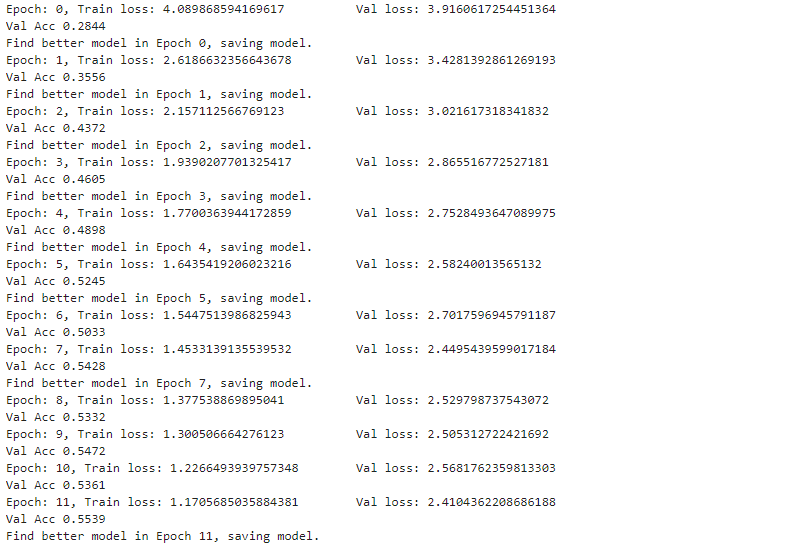 Epoch: 0, Train loss: 4.089868594169617 Val loss: 3.9160617254451364
Val Acc 0.2844
Find better model in Epoch 0, saving model.
Epoch: 1, Train loss: 2.6186632356643678 Val loss: 3.4281392861269193
Val Acc 0.3556
Find better model in Epoch 1, saving model.
Epoch: 2, Train loss: 2.157112566769123 Val loss: 3.021617318341832
Val Acc 0.4372
Find better model in Epoch 2, saving model.
Epoch: 3, Train loss: 1.9390207701325417 Val loss: 2.865516772527181
Val Acc 0.4605
Find better model in Epoch 3, saving model.
Epoch: 4, Train loss: 1.7700363944172859 Val loss: 2.7528493647089975
Val Acc 0.4898
Find better model in Epoch 4, saving model.
Epoch: 5, Train loss: 1.6435419206023216 Val loss: 2.58240013565132
Val Acc 0.5245
Find better model in Epoch 5, saving model.
Epoch: 6, Train loss: 1.5447513986825943 Val loss: 2.7017596945791187
Val Acc 0.5033
Epoch: 7, Train loss: 1.4533139135539532 Val loss: 2.4495439599017184
Val Acc 0.5428
Find better model in Epoch 7, saving model.
Epoch: 8, Train loss: 1.377538869895041 Val loss: 2.529798737543072
Val Acc 0.5332
Epoch: 9, Train loss: 1.300506664276123 Val loss: 2.505312722421692
Val Acc 0.5472
Epoch: 10, Train loss: 1.2266493939757348 Val loss: 2.5681762359813303
Val Acc 0.5361
Epoch: 11, Train loss: 1.1705685035884381 Val loss: 2.4104362208686188
Val Acc 0.5539
Find better model in Epoch 11, saving model.